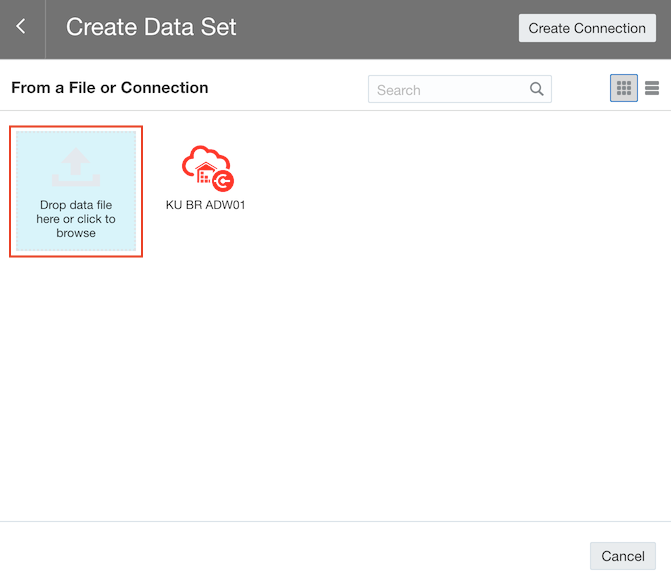 Create Data Set
Create Connection
From a File or Connection
Search
Drop data file
here or click to
browse
KU BR ADW01
Cancel